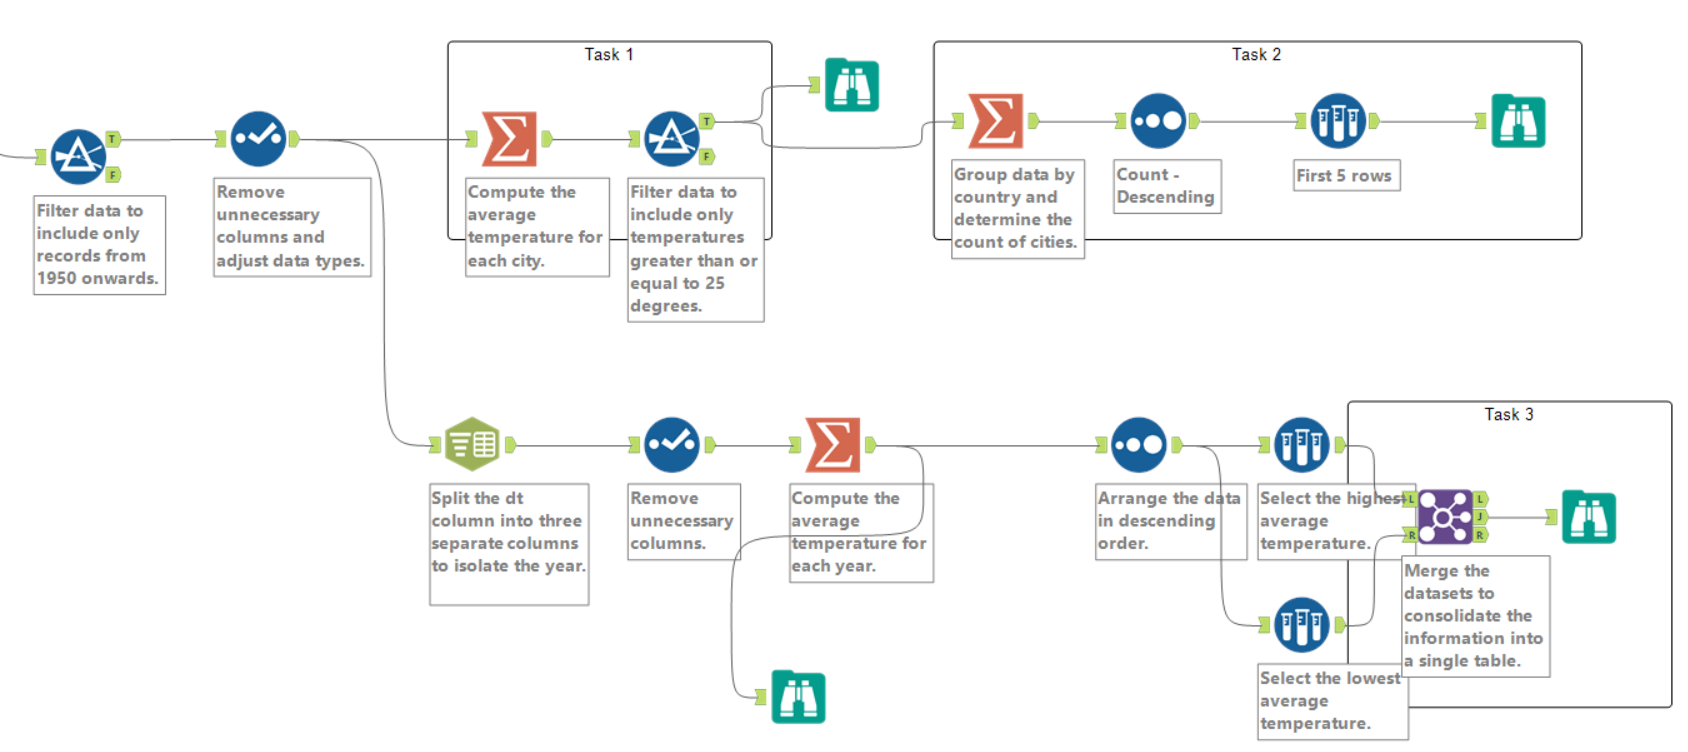 Task 1
Task 2
T
F
Filter data to
include only
records from
1950 onwards.
Remove
unnecessary
columns and
adjust data types.
Compute the
average
temperature for
each city.
T
F
Filter data to
include only
temperatures
greater than or
equal to 25
degrees.
Group data by
country and
determine the
count of cities.
Count -
Descending
First 5 rows
Split the dt
column into three
separate columns
to isolate the year.
Remove
unnecessary
columns.
Compute the
average
temperature for
each year.
Arrange the data
in descending
order.
Select the highest
average
temperature.
Select the lowest
average
temperature.
Task 3
L
R
L
J
R
Merge the
datasets to
consolidate the
information into
a single table.